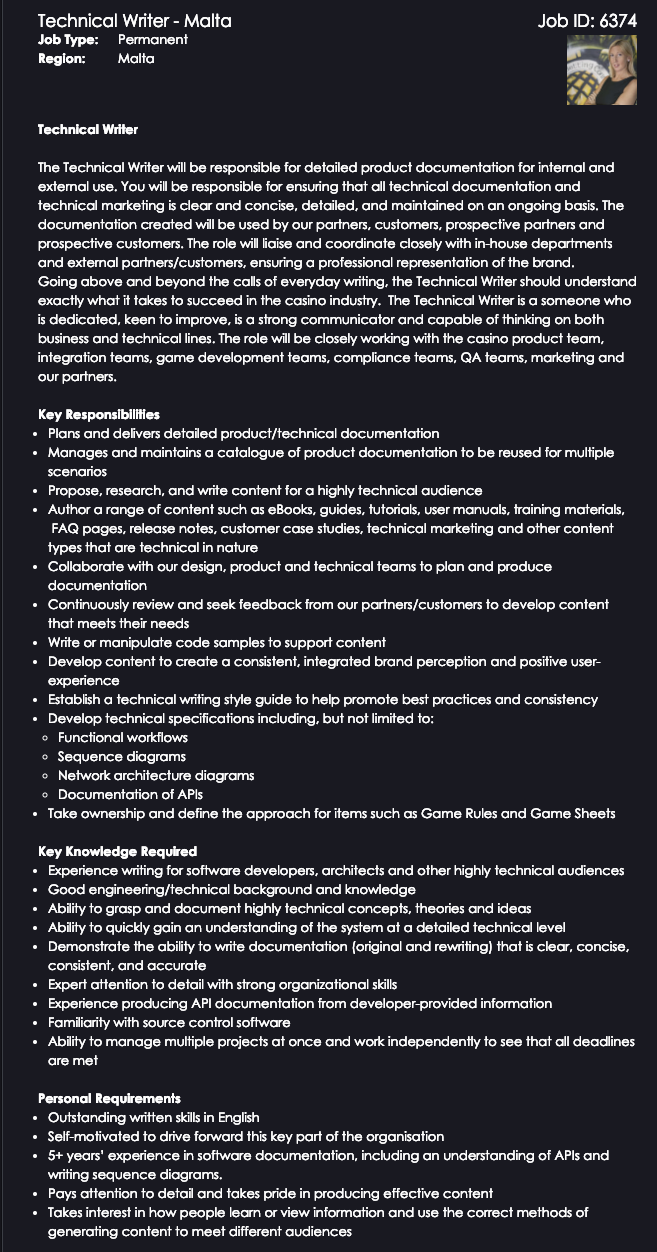 Technical Writer - Malta
Job ID: 6374
Job Type: Permanent
Region: Malta
Technical Writer
The Technical Writer will be responsible for detailed product documentation for internal and
external use. You will be responsible for ensuring that all technical documentation and
technical marketing is clear and concise, detailed, and maintained on an ongoing basis. The
documentation created will be used by our partners, customers, prospective partners and
prospective customers. The role will liaise and coordinate closely with in-house departments
and external partners/customers, ensuring a professional representation of the brand.
Going above and beyond the calls of everyday writing, the Technical Writer should understand
exactly what it takes to succeed in the casino industry. The Technical Writer is a someone who
is dedicated, keen to improve, is a strong communicator and capable of thinking on both
business and technical lines. The role will be closely working with the casino product team,
integration teams, game development teams, compliance teams, QA teams, marketing and
our partners.
Key Responsibilities
• Plans and delivers detailed product/technical documentation
• Manages and maintains a catalogue of product documentation to be reused for multiple
scenarios
• Propose, research, and write content for a highly technical audience
• Author a range of content such as eBooks, guides, tutorials, user manuals, training materials,
FAQ pages, release notes, customer case studies, technical marketing and other content
types that are technical in nature
• Collaborate with our design, product and technical teams to plan and produce
documentation
• Continuously review and seek feedback from our partners/customers to develop content
that meets their needs
• Write or manipulate code samples to support content
• Develop content to create a consistent, integrated brand perception and positive user-
experience
• Establish a technical writing style guide to help promote best practices and consistency
• Develop technical specifications including, but not limited to:
◦ Functional workflows
◦ Sequence diagrams
◦ Network architecture diagrams
◦ Documentation of APIs
• Take ownership and define the approach for items such as Game Rules and Game Sheets
Key Knowledge Required
• Experience writing for software developers, architects and other highly technical audiences
• Good engineering/technical background and knowledge
• Ability to grasp and document highly technical concepts, theories and ideas
• Ability to quickly gain an understanding of the system at a detailed technical level
• Demonstrate the ability to write documentation (original and rewriting) that is clear, concise,
consistent, and accurate
• Expert attention to detail with strong organizational skills
• Experience producing API documentation from developer-provided information
• Familiarity with source control software
• Ability to manage multiple projects at once and work independently to see that all deadlines
are met
Personal Requirements
• Outstanding written skills in English
• Self-motivated to drive forward this key part of the organisation
• 5+ years' experience in software documentation, including an understanding of APIs and
writing sequence diagrams.
• Pays attention to detail and takes pride in producing effective content
• Takes interest in how people learn or view information and use the correct methods of
generating content to meet different audiences